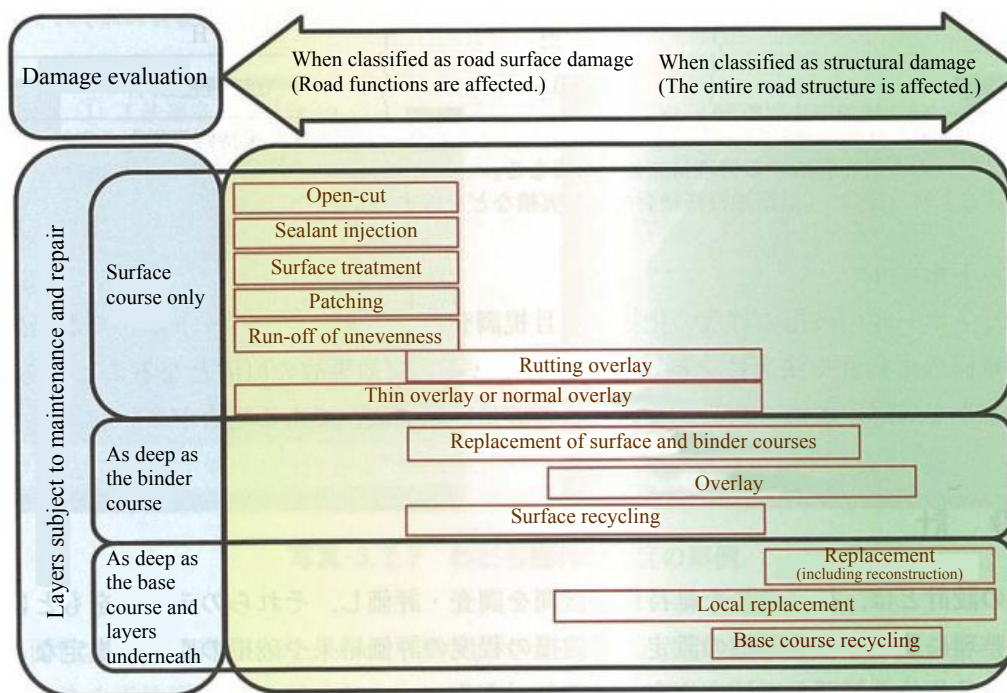 Damage evaluation
When classified as road surface damage
(Road functions are affected.)
When classified as structural damage
(The entire road structure is affected.)
Layers subject to maintenance and repair
Surface
course only
Open-cut
Sealant injection
Surface treatment
Patching
Run-off of unevenness
Rutting overlay
Thin overlay or normal overlay
As deep as
the binder
course
Replacement of surface and binder courses
Overlay
Surface recycling
As deep as
the base
course and
layers
underneath
Replacement
(including reconstruction)
Local replacement
Base course recycling